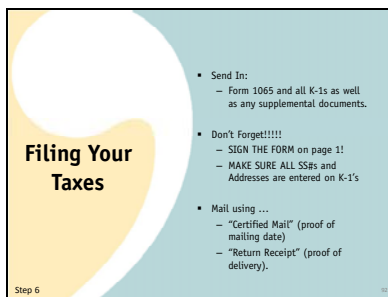 Filing Your
Taxes
▪ Send In:
– Form 1065 and all K-1s as well
as any supplemental documents.
▪ Don't Forget!!!!!
– SIGN THE FORM on page 1!
– MAKE SURE ALL SS#s and
Addresses are entered on K-1's
▪ Mail using ...
– "Certified Mail" (proof of
mailing date)
– "Return Receipt" (proof of
delivery).
Step 6